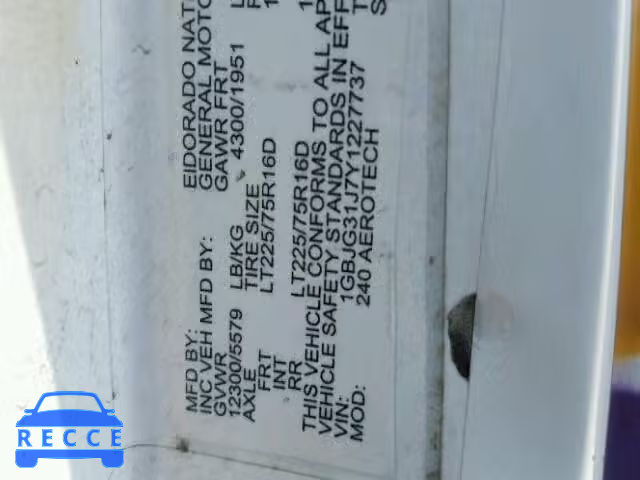 MFD BY: EIDORADO NAT
INC VEH MFD BY: GENERAL MOTO
GVWR GAWR FRT
12300/5579 LB/KG 4300/1951
AXLE TIRE SIZE
FRT LT225/75R16D
INT
RR LT225/75R16D
THIS VEHICLE CONFORMS TO ALL AP
VEHICLE SAFETY STANDARDS IN EFF
VIN: 1GBJG31J7Y1227737
MOD: 240 AEROTECH
RECCE